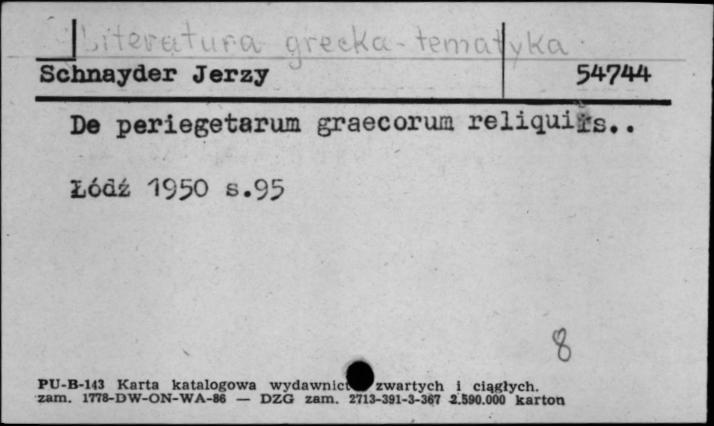 Literatura grecka - tematyka
Schnayder Jerzy 54744
De periegetarum graecorum reliquiis..
Łódź 1950 s.95
8
PU-B-143 Karta katalogowa wydawnict zwartych i ciągłych.
zam. 1778-DW-ON-WA-86 — DZG zam. 2713-391-3-367 2.590.000 karton